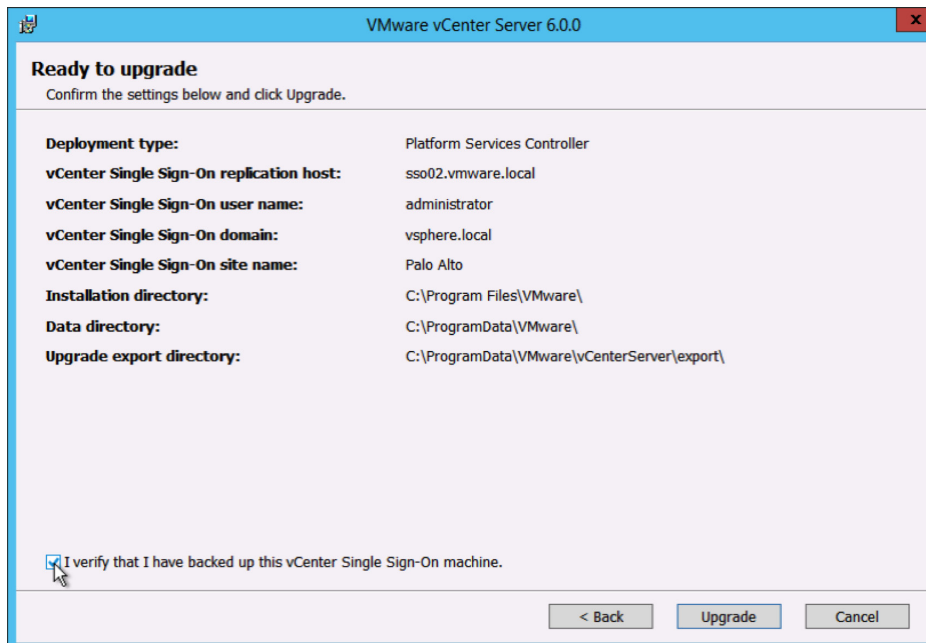 VMware vCenter Server 6.0.0
x
Ready to upgrade
Confirm the settings below and click Upgrade.
Deployment type: Platform Services Controller
vCenter Single Sign-On replication host: sso02.vmware.local
vCenter Single Sign-On user name: administrator
vCenter Single Sign-On domain: vsphere.local
vCenter Single Sign-On site name: Palo Alto
Installation directory: C:\Program Files\VMware\
Data directory: C:\ProgramData\VMware\
Upgrade export directory: C:\ProgramData\VMware\vCenterServer\export\
I verify that I have backed up this vCenter Single Sign-On machine.
< Back Upgrade Cancel